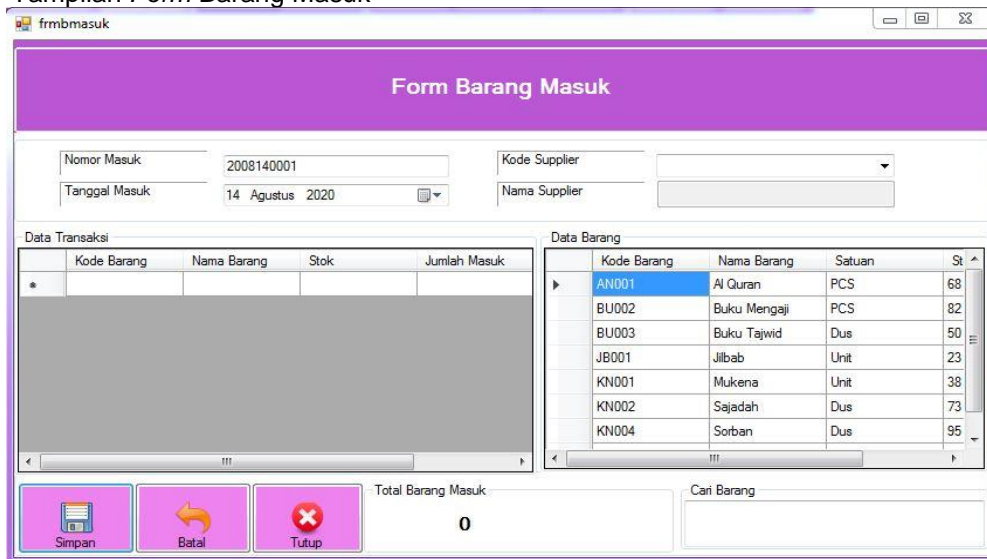 Tampilan Form Barang Masuk
frmbmasuk
Form Barang Masuk
Nomor Masuk 2008140001 Kode Supplier
Tanggal Masuk 14 Agustus 2020 Nama Supplier
Data Transaksi Data Barang
Kode Barang Nama Barang Stok Jumlah Masuk
Kode Barang Nama Barang Satuan St
AN001 Al Quran PCS 68
BU002 Buku Mengaji PCS 82
BU003 Buku Tajwid Dus 50
JB001 Jilbab Unit 23
KN001 Mukena Unit 38
KN002 Sajadah Dus 73
KN004 Sorban Dus 95
Total Barang Masuk Cari Barang
0
Simpan Batal Tutup